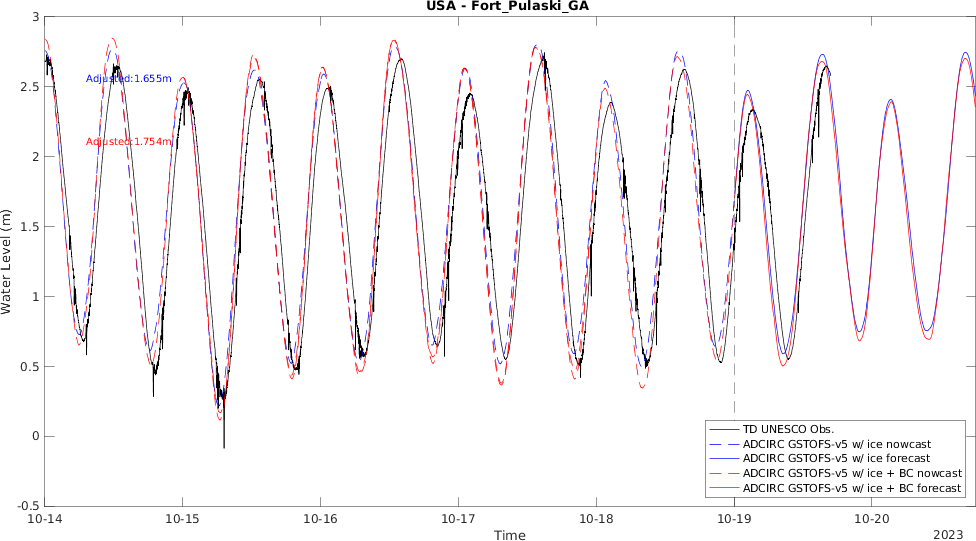 USA - Fort_Pulaski_GA
3
2.5
2
1.5
1
0.5
0
-0.5
Water Level (m)
Adjusted:1.655m
Adjusted:1.754m
TD UNESCO Obs.
ADCIRC GSTOFS-v5 w/ ice nowcast
ADCIRC GSTOFS-v5 w/ ice forecast
ADCIRC GSTOFS-v5 w/ ice + BC nowcast
ADCIRC GSTOFS-v5 w/ ice + BC forecast
10-14 10-15 10-16 10-17 10-18 10-19 10-20
Time
2023